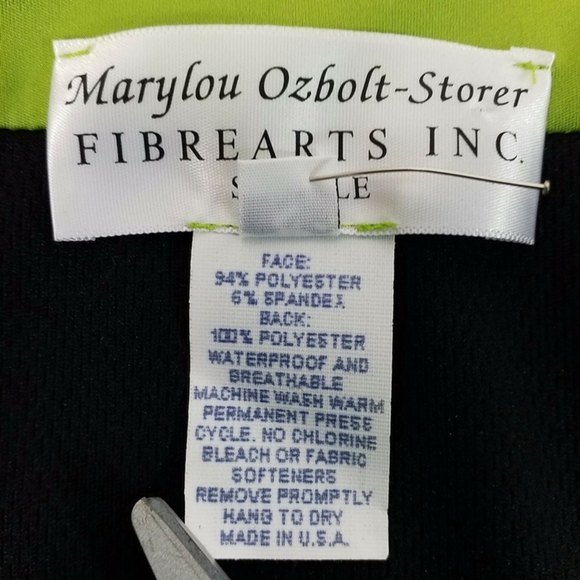 Marylou Ozbolt-Storer
FIBREARTS INC.
FACE:
94% POLYESTER
6% SPANDEX
BACK:
100% POLYESTER
WATERPROOF AND
BREATHABLE
MACHINE WASH WARM
PERMANENT PRESS
CYCLE. NO CHLORINE
BLEACH OR FABRIC
SOFTENERS
REMOVE PROMPTLY
HANG TO DRY
MADE IN U.S.A.